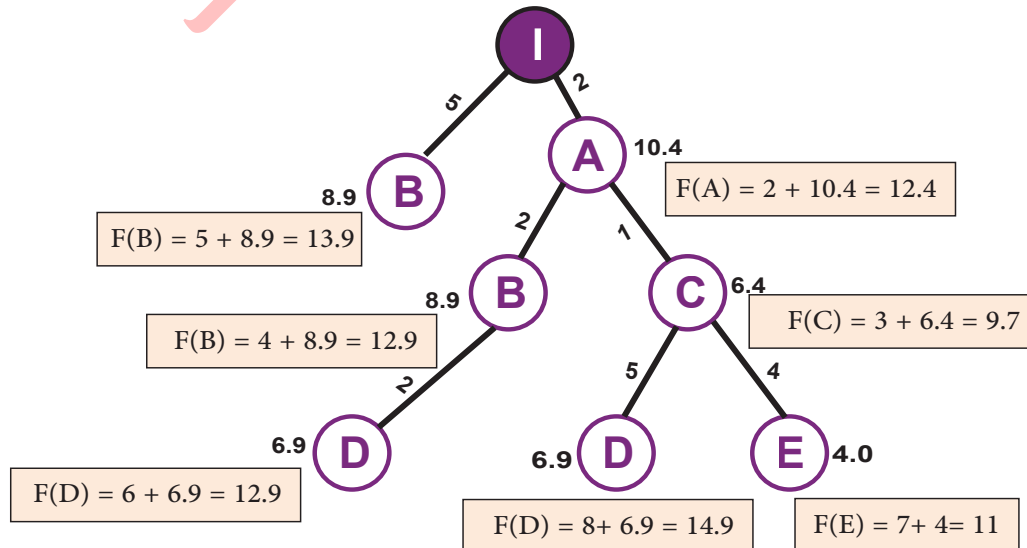 I
5
2
A
10.4
F(A) = 2 + 10.4 = 12.4
B
8.9
F(B) = 5 + 8.9 = 13.9
2
1
B
8.9
F(B) = 4 + 8.9 = 12.9
C
6.4
F(C) = 3 + 6.4 = 9.7
2
5
4
D
6.9
F(D) = 6 + 6.9 = 12.9
D
6.9
F(D) = 8+ 6.9 = 14.9
E
4.0
F(E) = 7+ 4= 11